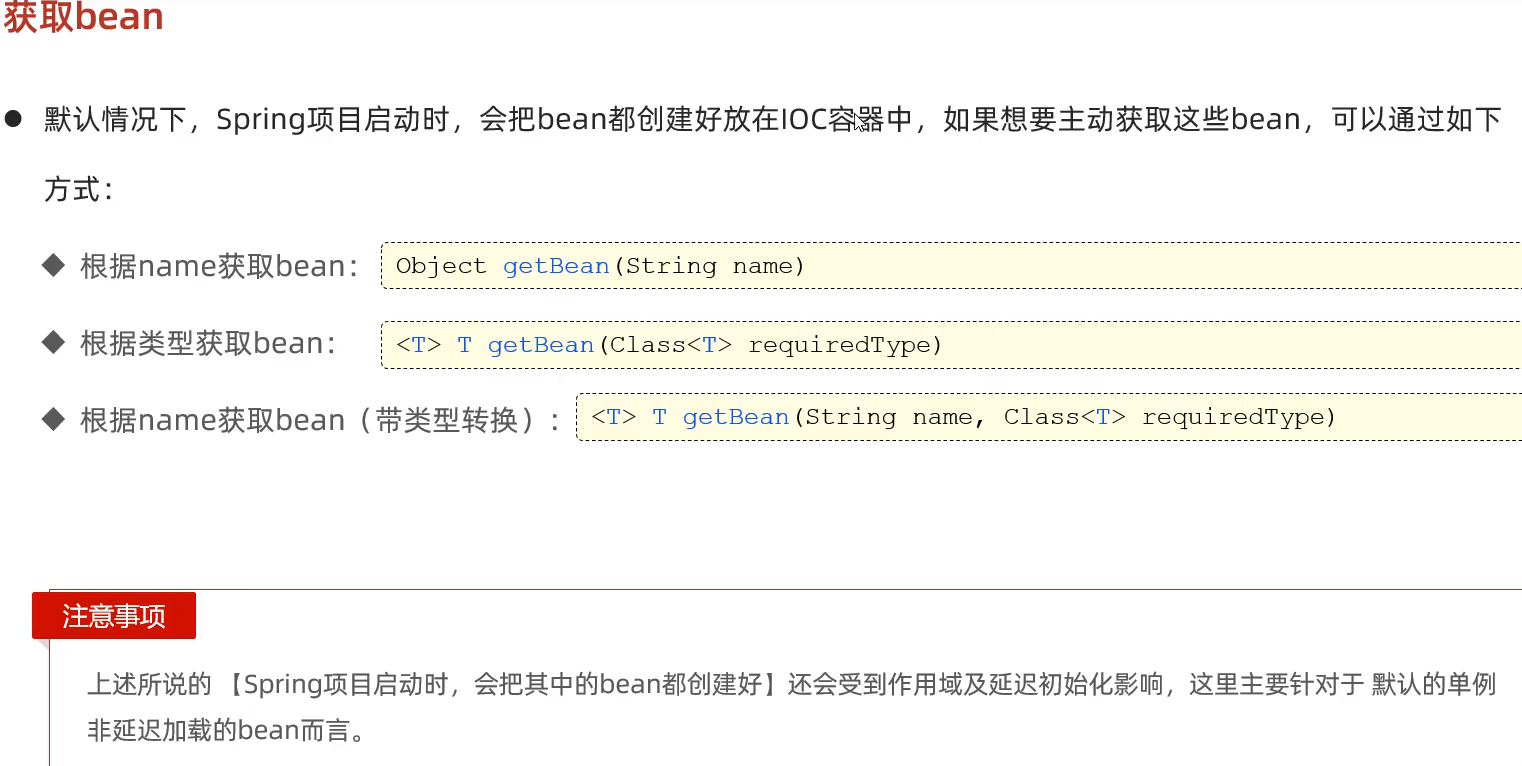 获取bean
默认情况下，Spring项目启动时，会把bean都创建好放在IOC容器中，如果想要主动获取这些bean，可以通过如下
方式：
根据name获取bean： Object getBean(String name)
根据类型获取bean： <T> T getBean(Class<T> requiredType)
根据name获取bean（带类型转换）： <T> T getBean(String name, Class<T> requiredType)
注意事项
上述所说的 【Spring项目启动时，会把其中的bean都创建好】还会受到作用域及延迟初始化影响，这里主要针对于 默认的单例
非延迟加载的bean而言。